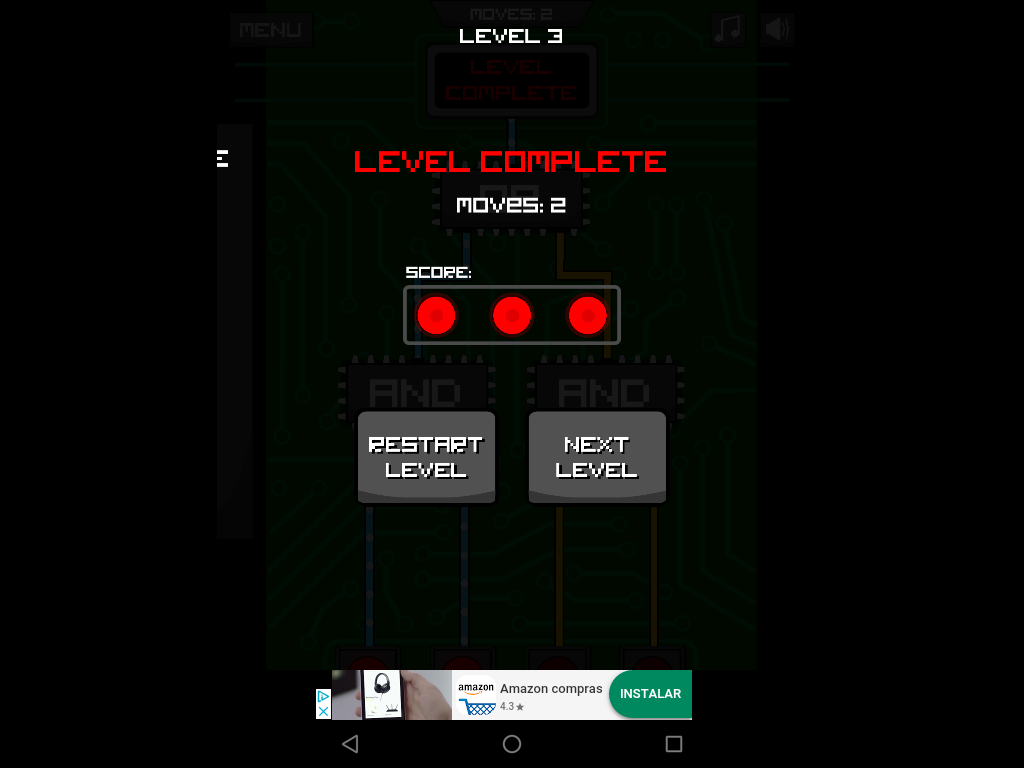 MENU
MOVES: 2
LEVEL 3
LEVEL
COMPLETE
E
LEVEL COMPLETE
MOVES: 2
SCORE:
AND
AND
RESTART
LEVEL
NEXT
LEVEL
amazon
Amazon compras
4.3★
INSTALAR